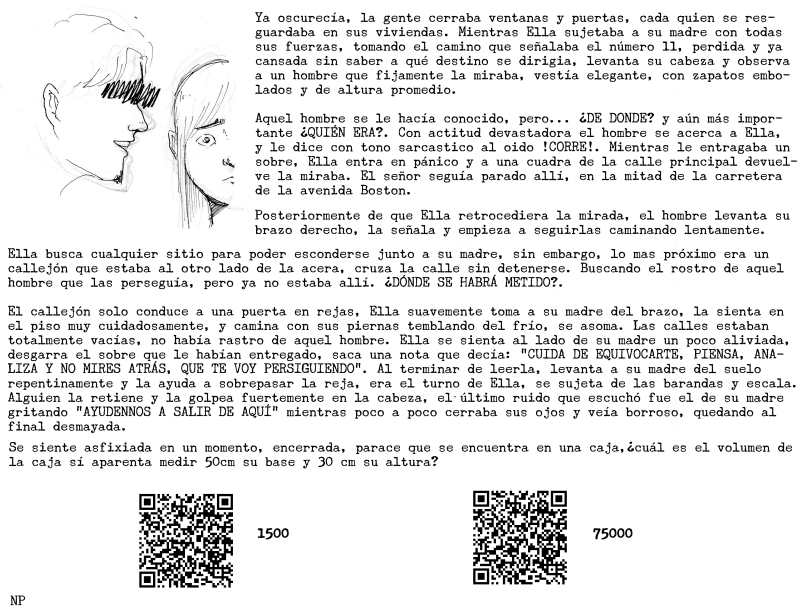 Ya oscurecía, la gente cerraba ventanas y puertas, cada quien se res-
guardaba en sus viviendas. Mientras Ella sujetaba a su madre con todas
sus fuerzas, tomando el camino que señalaba el número 11, perdida y ya
cansada sin saber a qué destino se dirigia, levanta su cabeza y observa
a un hombre que fijamente la miraba, vestía elegante, con zapatos embo-
lados y de altura promedio.
Aquel hombre se le hacía conocido, pero... ¿DE DONDE? y aún más impor-
tante ¿QUIÉN ERA?. Con actitud devastadora el hombre se acerca a Ella,
y le dice con tono sarcastico al oido !CORRE!. Mientras le entragaba un
sobre, Ella entra en pánico y a una cuadra de la calle principal devuel-
ve la miraba. El señor seguía parado allí, en la mitad de la carretera
de la avenida Boston.
Posteriormente de que Ella retrocediera la mirada, el hombre levanta su
brazo derecho, la señala y empieza a seguirlas caminando lentamente.
Ella busca cualquier sitio para poder esconderse junto a su madre, sin embargo, lo mas próximo era un
callejón que estaba al otro lado de la acera, cruza la calle sin detenerse. Buscando el rostro de aquel
hombre que las perseguía, pero ya no estaba allí. ¿DÓNDE SE HABRÁ METIDO?.
El callejón solo conduce a una puerta en rejas, Ella suavemente toma a su madre del brazo, la sienta en
el piso muy cuidadosamente, y camina con sus piernas temblando del frío, se asoma. Las calles estaban
totalmente vacías, no había rastro de aquel hombre. Ella se sienta al lado de su madre un poco aliviada,
desgarra el sobre que le habían entregado, saca una nota que decía: "CUIDA DE EQUIVOCARTE, PIENSA, ANA-
LIZA Y NO MIRES ATRÁS, QUE TE VOY PERSIGUIENDO". Al terminar de leerla, levanta a su madre del suelo
repentinamente y la ayuda a sobrepasar la reja, era el turno de Ella, se sujeta de las barandas y escala.
Alguien la retiene y la golpea fuertemente en la cabeza, el último ruido que escuchó fue el de su madre
gritando "AYUDENNOS A SALIR DE AQUÍ" mientras poco a poco cerraba sus ojos y veía borroso, quedando al
final desmayada.
Se siente asfixiada en un momento, encerrada, parace que se encuentra en una caja,¿cuál es el volumen de
la caja sí aparenta medir 50cm su base y 30 cm su altura?
1500
75000
NP